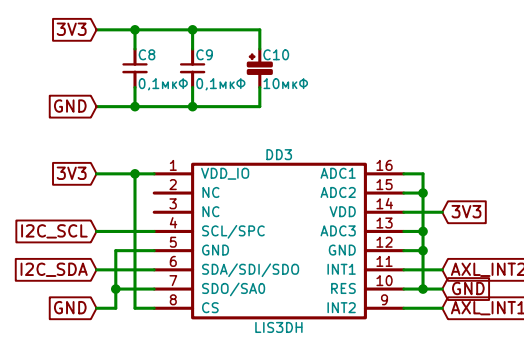 3V3
C8 C9 C10
0,1мкФ 0,1мкФ 10мкФ
GND
DD3
3V3 1 VDD_IO ADC1 16
2 NC ADC2 15
3 NC VDD 14 3V3
I2C_SCL 4 SCL/SPC ADC3 13
5 GND GND 12
I2C_SDA 6 SDA/SDI/SDO INT1 11 AXL_INT2
7 SDO/SA0 RES 10 GND
GND 8 CS INT2 9 AXL_INT1
LIS3DH